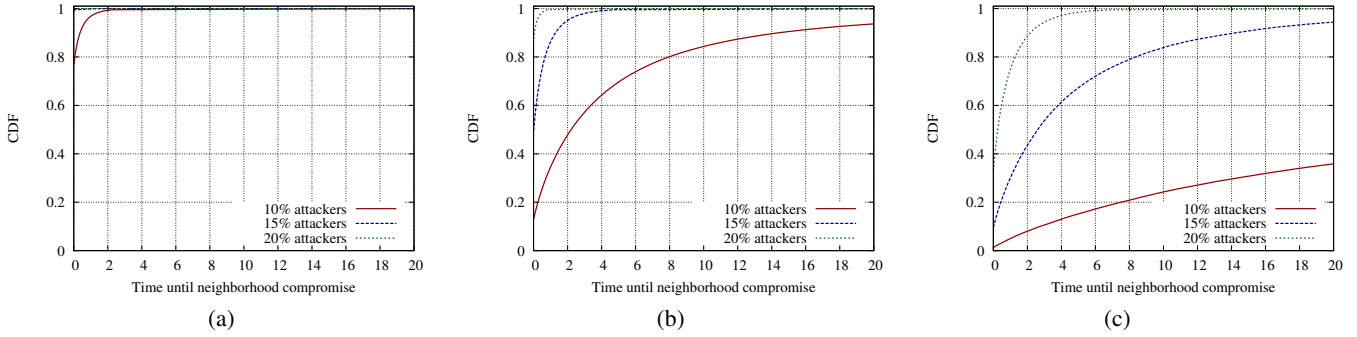 1
0.8
0.6
0.4
0.2
0
CDF
10% attackers
15% attackers
20% attackers
0 2 4 6 8 10 12 14 16 18 20
Time until neighborhood compromise
(a)
1
0.8
0.6
0.4
0.2
0
CDF
10% attackers
15% attackers
20% attackers
0 2 4 6 8 10 12 14 16 18 20
Time until neighborhood compromise
(b)
1
0.8
0.6
0.4
0.2
0
CDF
10% attackers
15% attackers
20% attackers
0 2 4 6 8 10 12 14 16 18 20
Time until neighborhood compromise
(c)